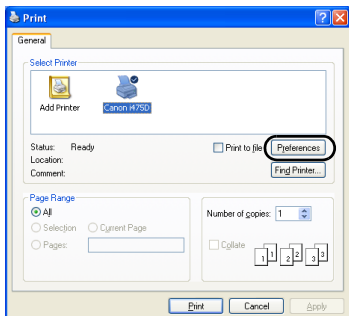 Print
General
Select Printer
Add Printer
Canon i475D
Status: Ready
Location:
Comment:
Print to file
Preferences
Find Printer...
Page Range
All
Selection
Current Page
Pages:
Number of copies: 1
Collate
1 1 2 2 3 3
Print
Cancel
Apply